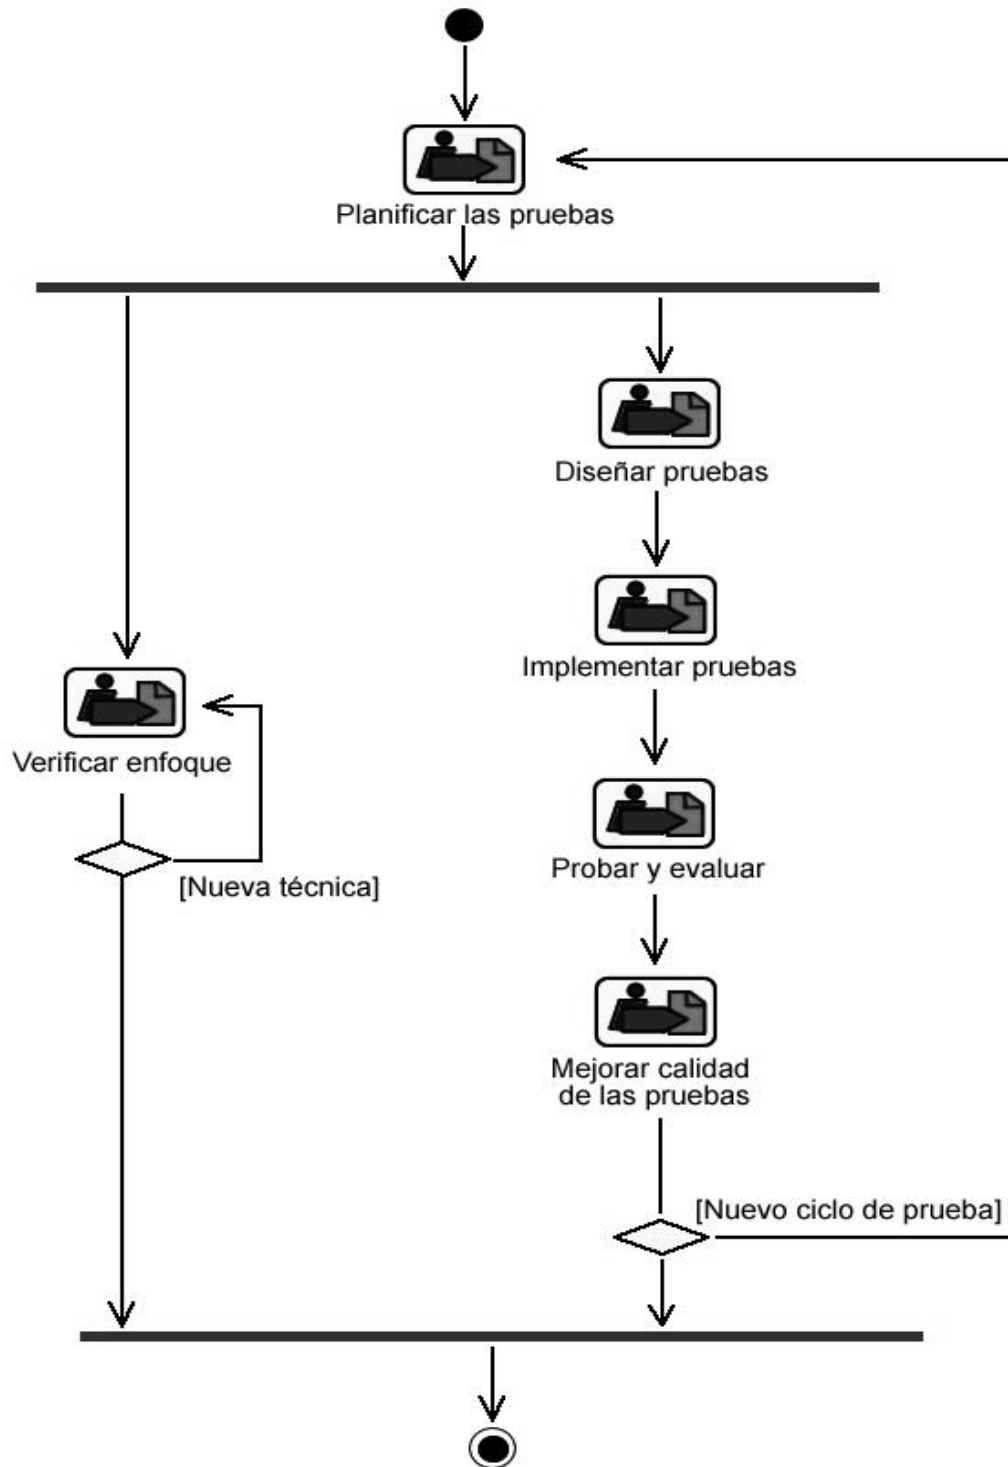 Planificar las pruebas
Diseñar pruebas
Implementar pruebas
Verificar enfoque
Probar y evaluar
[Nueva técnica]
Mejorar calidad
de las pruebas
[Nuevo ciclo de prueba]